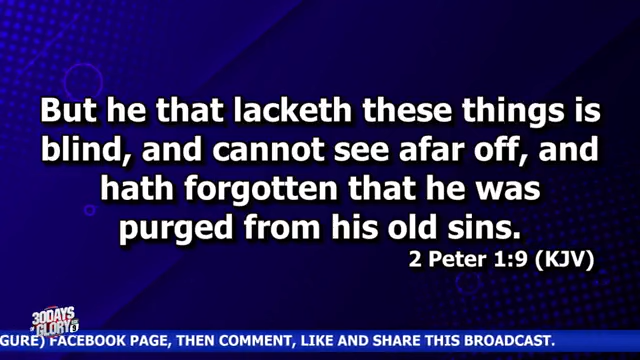 But he that lacketh these things is
blind, and cannot see afar off, and
hath forgotten that he was
purged from his old sins.
2 Peter 1:9 (KJV)
30DAYS
GLORY
GURE) FACEBOOK PAGE, THEN COMMENT, LIKE AND SHARE THIS BROADCAST.